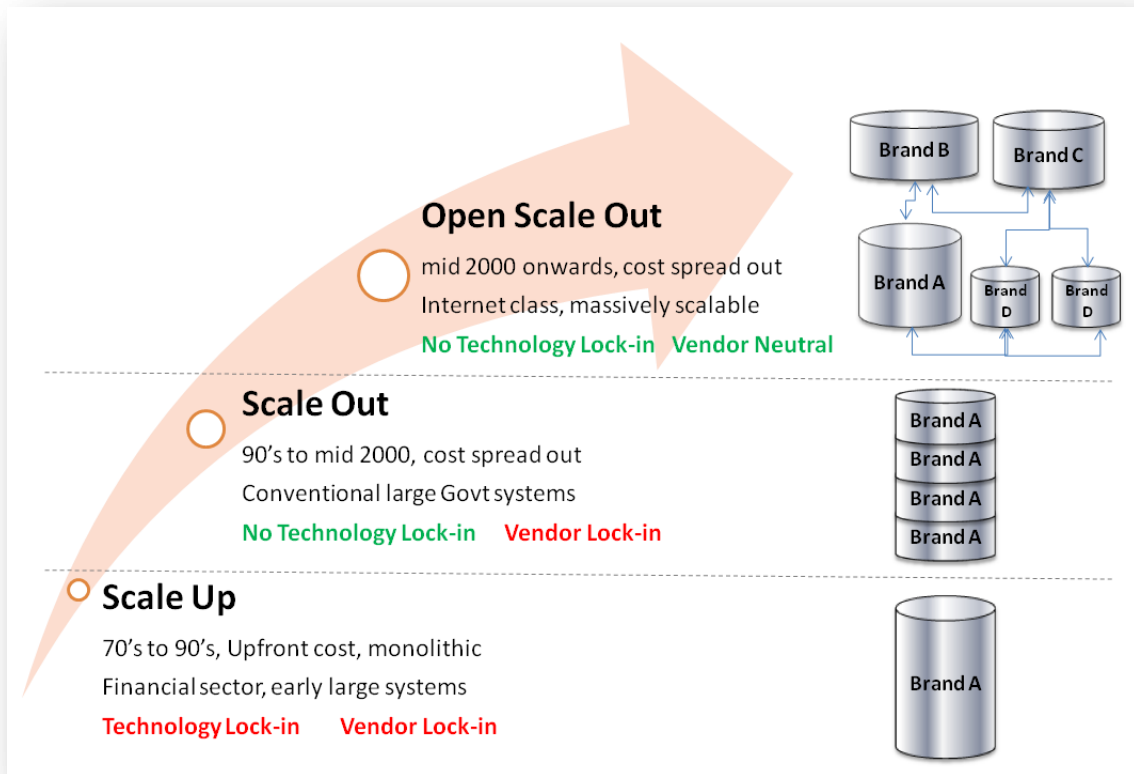 Open Scale Out
mid 2000 onwards, cost spread out
Internet class, massively scalable
No Technology Lock-in Vendor Neutral
Brand B
Brand C
Brand A
Brand
D
Brand
D
Scale Out
90's to mid 2000, cost spread out
Conventional large Govt systems
No Technology Lock-in Vendor Lock-in
Brand A
Brand A
Brand A
Brand A
Scale Up
70's to 90's, Upfront cost, monolithic
Financial sector, early large systems
Technology Lock-in Vendor Lock-in
Brand A